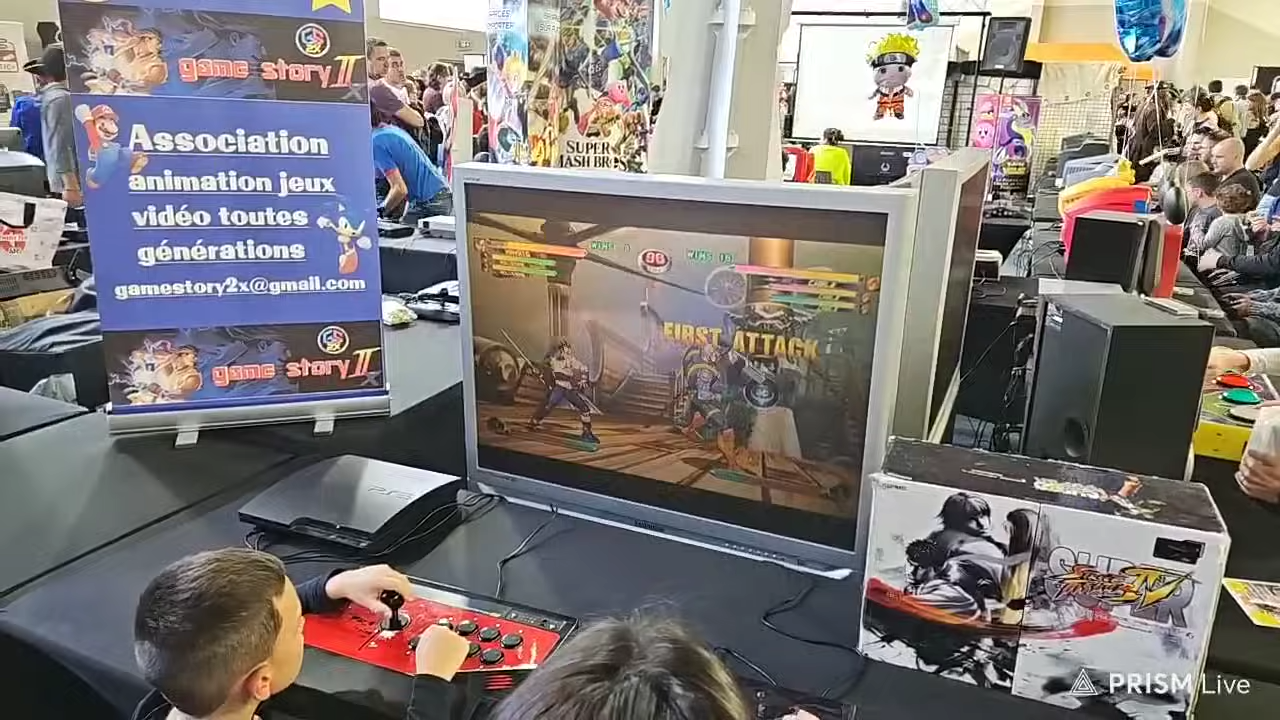 game story II
Association
animation jeux
vidéo toutes
générations
gamestory2x@gmail.com
game story II
SUPER
SMASH BROS
WINS
WINS
FIRST ATTACK
PS3
SUPER
STREET
FIGHTER IV
PRISM Live